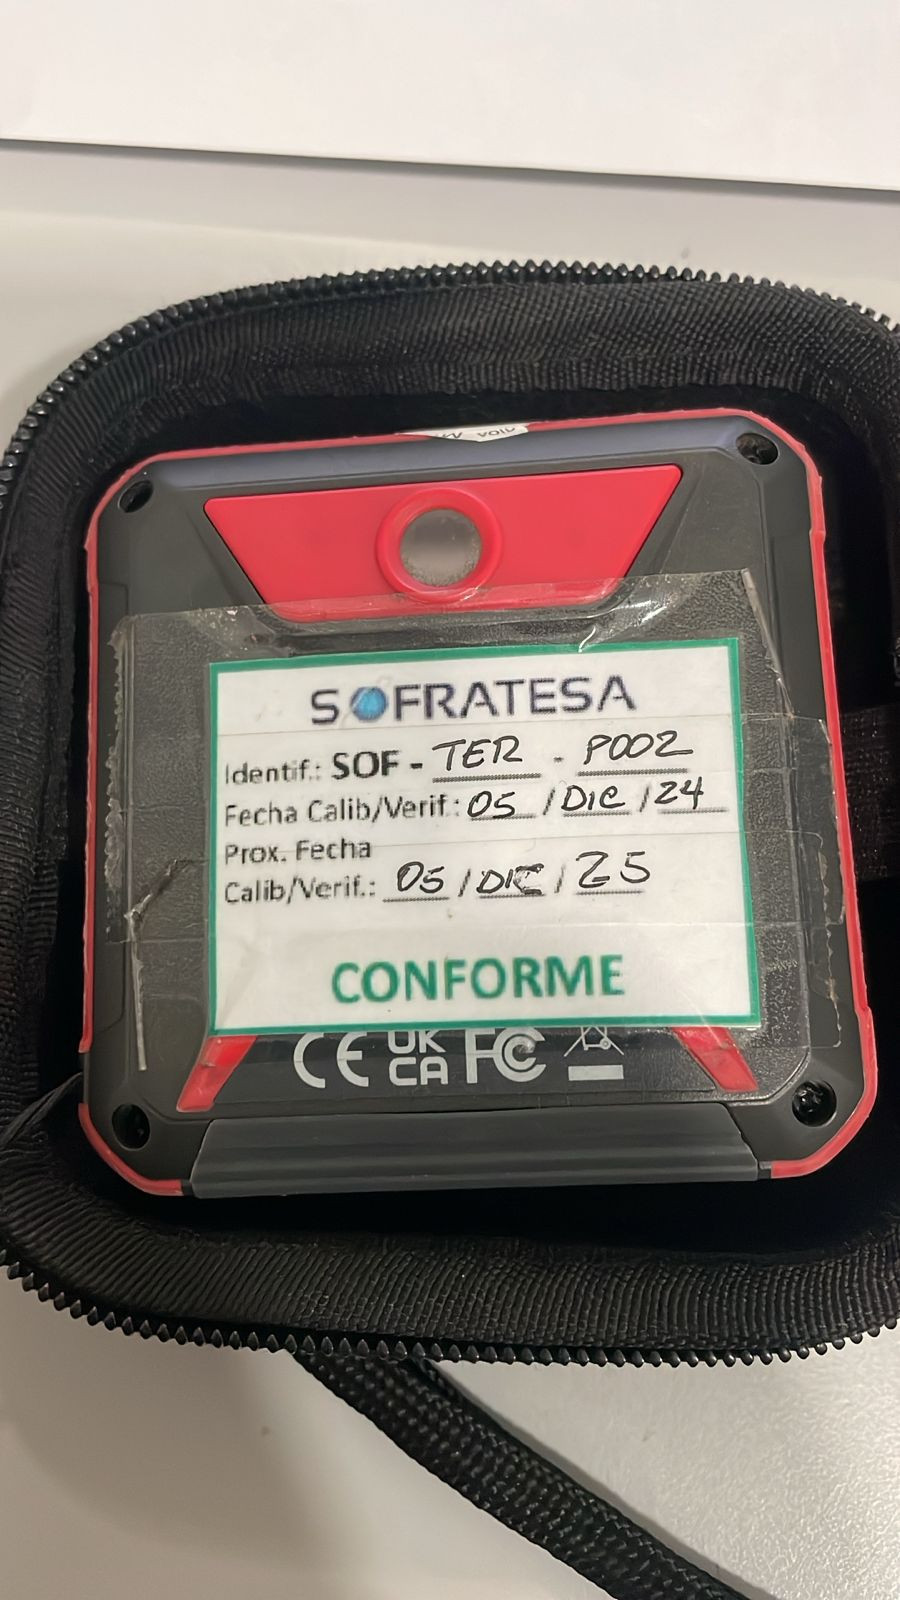 SOFRATESA
Identif.: SOF - TER - P002
Fecha Calib/Verif.: 05 / DIC / 24
Prox. Fecha
Calib/Verif.: 05 / DIC / 25
CONFORME
CE UK CA FC